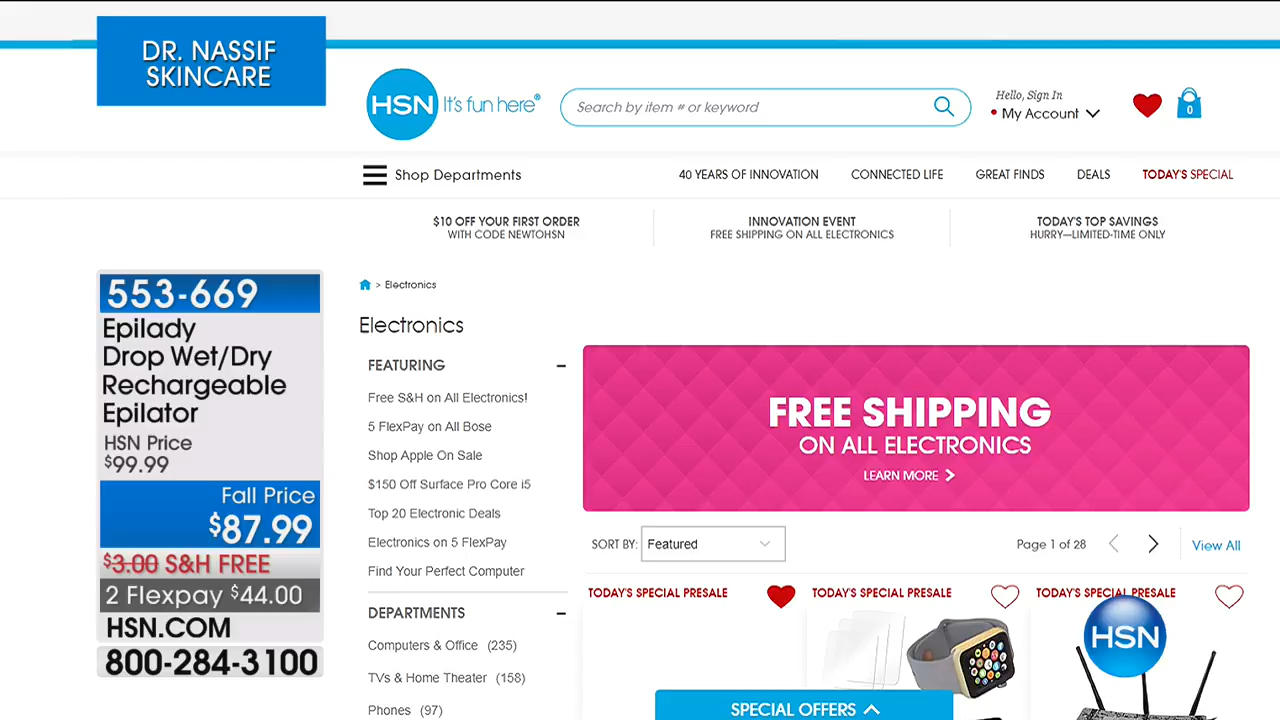 DR. NASSIF
SKINCARE
HSN It's fun here®
Search by item # or keyword
Hello, Sign In
My Account
0
Shop Departments
40 YEARS OF INNOVATION
CONNECTED LIFE
GREAT FINDS
DEALS
TODAY'S SPECIAL
$10 OFF YOUR FIRST ORDER
WITH CODE NEWTOHSN
INNOVATION EVENT
FREE SHIPPING ON ALL ELECTRONICS
TODAY'S TOP SAVINGS
HURRY—LIMITED-TIME ONLY
553-669
Epilady
Drop Wet/Dry
Rechargeable
Epilator
HSN Price
$99.99
Fall Price
$87.99
$3.00 S&H FREE
2 Flexpay $44.00
HSN.COM
800-284-3100
> Electronics
Electronics
FEATURING
Free S&H on All Electronics!
5 FlexPay on All Bose
Shop Apple On Sale
$150 Off Surface Pro Core i5
Top 20 Electronic Deals
Electronics on 5 FlexPay
Find Your Perfect Computer
DEPARTMENTS
Computers & Office (235)
TVs & Home Theater (158)
Phones (97)
FREE SHIPPING
ON ALL ELECTRONICS
LEARN MORE >
SORT BY: Featured
Page 1 of 28
View All
TODAY'S SPECIAL PRESALE
TODAY'S SPECIAL PRESALE
TODAY'S SPECIAL PRESALE
HSN
SPECIAL OFFERS